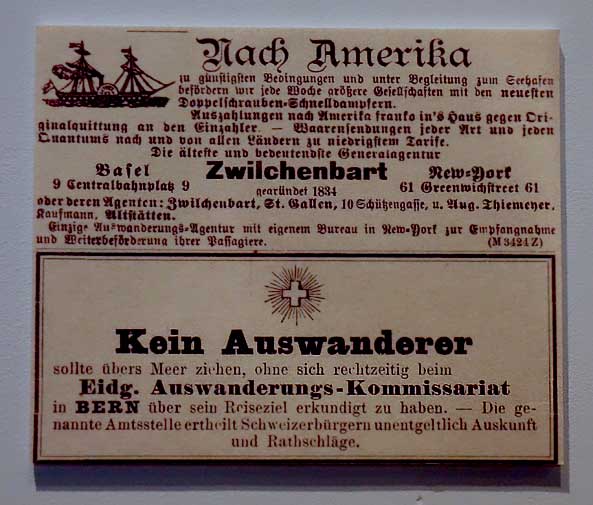 Nach Amerika
zu günstigsten Bedingungen und unter Begleitung zum Seehafen
befördern wir jede Woche größere Gesellschaften mit den neuesten
Doppelschrauben-Schnelldampfern.
Auszahlungen nach Amerika franko in's Haus gegen Ori-
ginalquittung an den Einzahler. — Waarensendungen jeder Art und jeden
Quantums nach und von allen Ländern zu niedrigstem Tarife.
Die älteste und bedeutendste Generalagentur
Basel Zwilchenbart New-York
9 Centralbahnplatz 9 gegründet 1834 61 Greenwichstreet 61
oder deren Agenten: Zwilchenbart, St. Gallen, 10 Schützengasse, u. Aug. Thiemeyer,
Kaufmann, Altstätten.
Einzige Auswanderungs-Agentur mit eigenem Bureau in New-York zur Empfangnahme
und Weiterbeförderung ihrer Passagiere. (M 3424 Z)
Kein Auswanderer
sollte übers Meer ziehen, ohne sich rechtzeitig beim
Eidg. Auswanderungs-Kommissariat
in BERN über sein Reiseziel erkundigt zu haben. — Die ge-
nannte Amtsstelle ertheilt Schweizerbürgern unentgeltlich Auskunft
und Rathschläge.